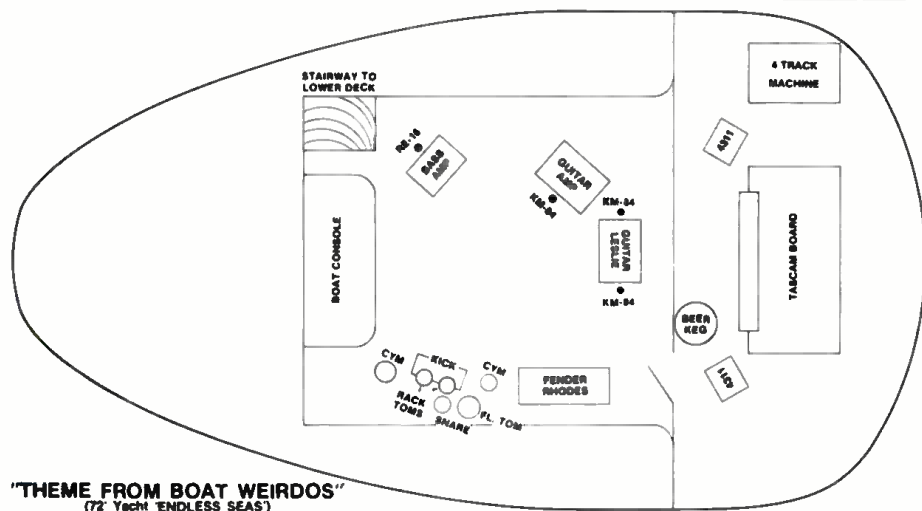 STAIRWAY TO
LOWER DECK
4 TRACK
MACHINE
4311
RE-16
BASS
AMP
GUITAR
AMP
KM-84
KM-84
GUITAR
LESLIE
KM-84
BOAT CONSOLE
TASCAM BOARD
BEER
KEG
4311
CYM
KICK
CYM
RACK
TOMS
SNARE
FL. TOM
FENDER
RHODES
"THEME FROM BOAT WEIRDOS"
(72' Yacht 'ENDLESS SEAS')